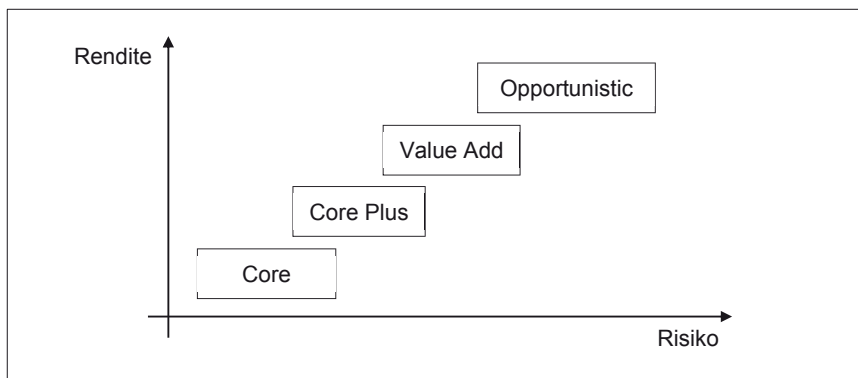 Rendite
Opportunistic
Value Add
Core Plus
Core
Risiko